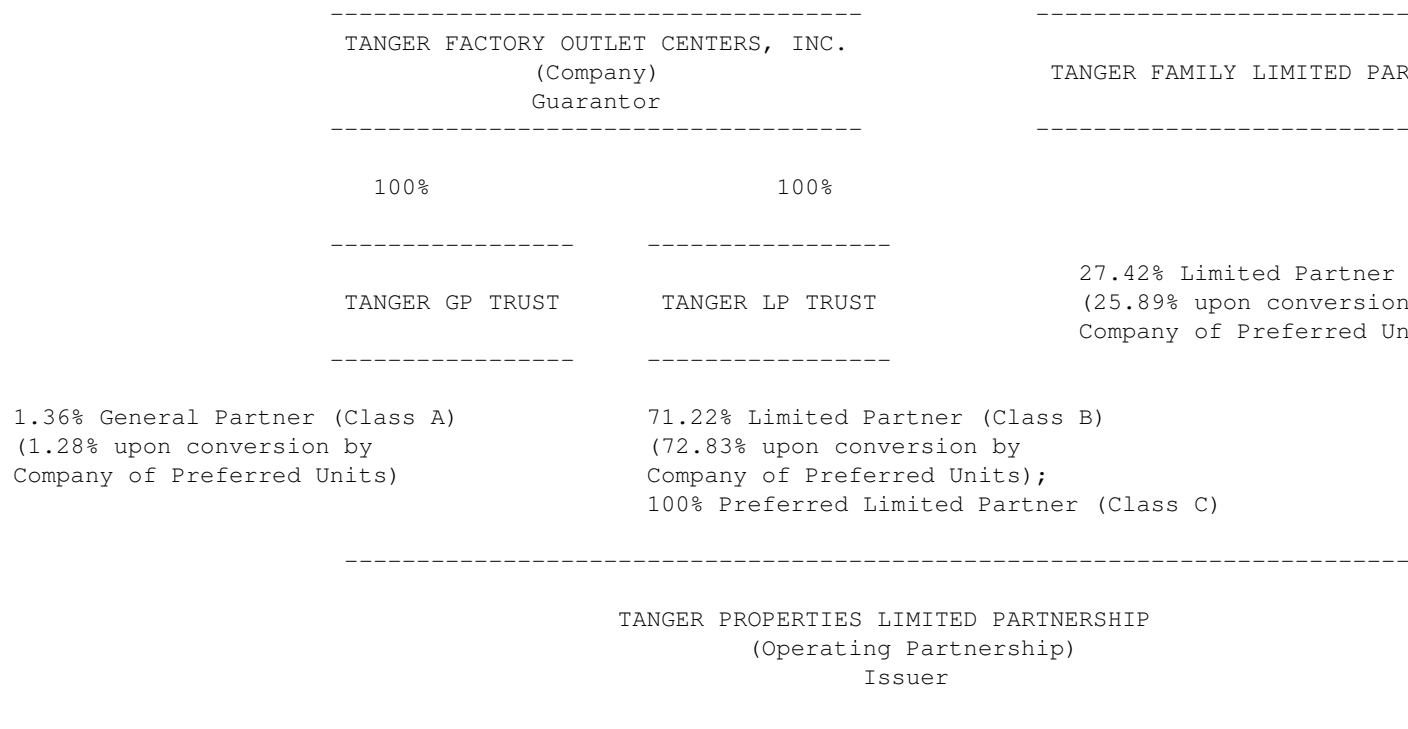 TANGER FACTORY OUTLET CENTERS, INC.
(Company)
Guarantor
TANGER FAMILY LIMITED
100% 100%
TANGER GP TRUST TANGER LP TRUST
27.42% Limited Partner
(25.89% upon conversion
Company of Preferred
1.36% General Partner (Class A)
(1.28% upon conversion by
Company of Preferred Units)
71.22% Limited Partner (Class B)
(72.83% upon conversion by
Company of Preferred Units);
100% Preferred Limited Partner (Class C)
TANGER PROPERTIES LIMITED PARTNERSHIP
(Operating Partnership)
Issuer